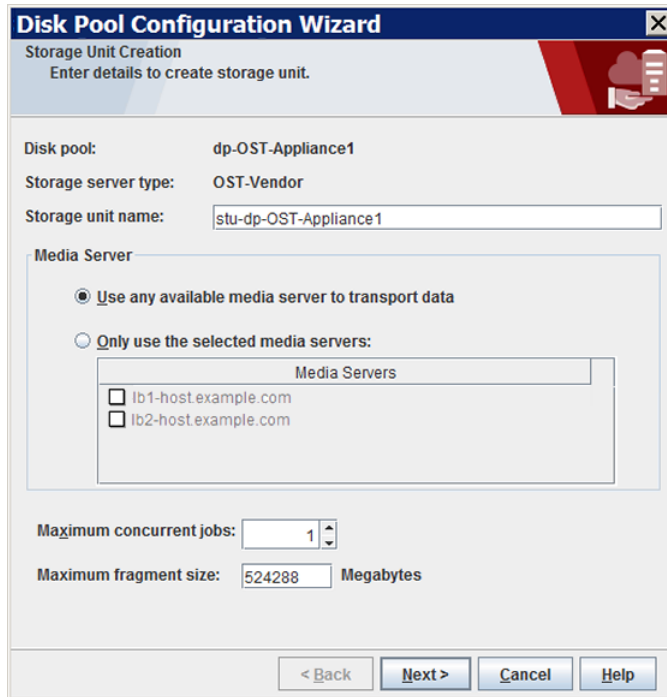 Disk Pool Configuration Wizard
Storage Unit Creation
Enter details to create storage unit.
Disk pool: dp-OST-Appliance1
Storage server type: OST-Vendor
Storage unit name: stu-dp-OST-Appliance1
Media Server
Use any available media server to transport data
Only use the selected media servers:
Media Servers
lb1-host.example.com
lb2-host.example.com
Maximum concurrent jobs: 1
Maximum fragment size: 524288 Megabytes
< Back Next > Cancel Help